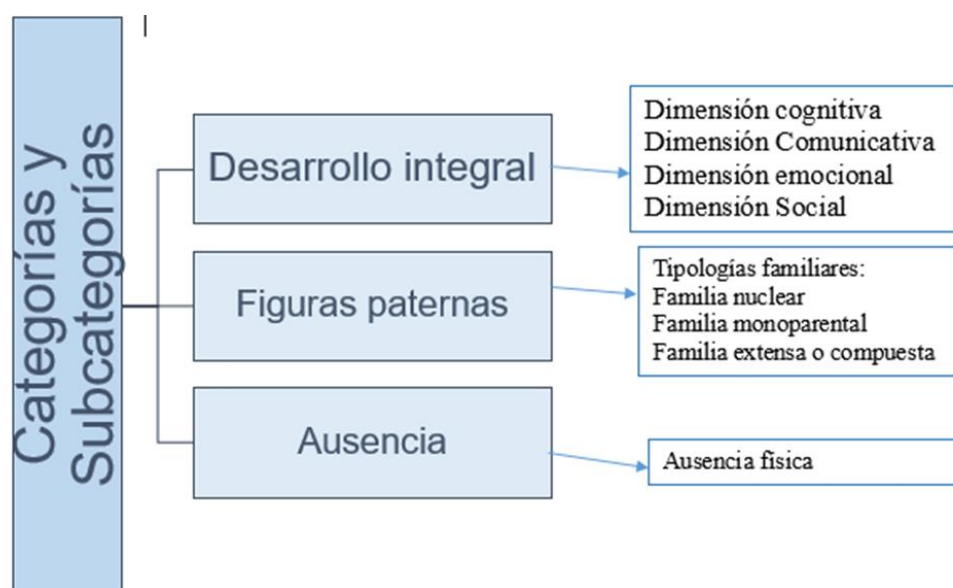 Categorías y
Subcategorías
Desarrollo integral
Dimensión cognitiva
Dimensión Comunicativa
Dimensión emocional
Dimensión Social
Figuras paternas
Tipologías familiares:
Familia nuclear
Familia monoparental
Familia extensa o compuesta
Ausencia
Ausencia física